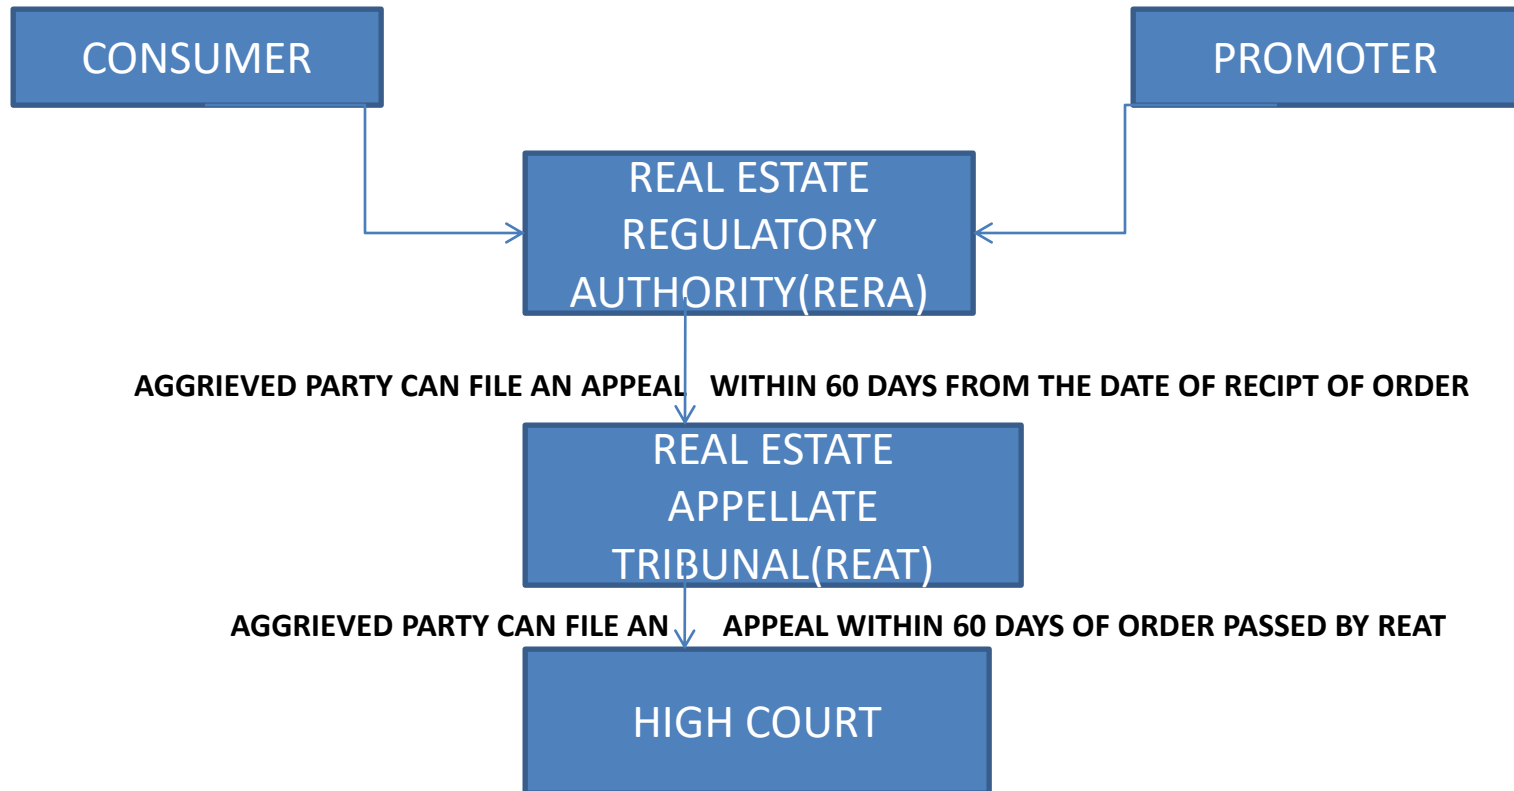 CONSUMER
PROMOTER
REAL ESTATE
REGULATORY
AUTHORITY(RERA)
AGGRIEVED PARTY CAN FILE AN APPEAL WITHIN 60 DAYS FROM THE DATE OF RECIPT OF ORDER
REAL ESTATE
APPELLATE
TRIBUNAL(REAT)
AGGRIEVED PARTY CAN FILE AN APPEAL WITHIN 60 DAYS OF ORDER PASSED BY REAT
HIGH COURT